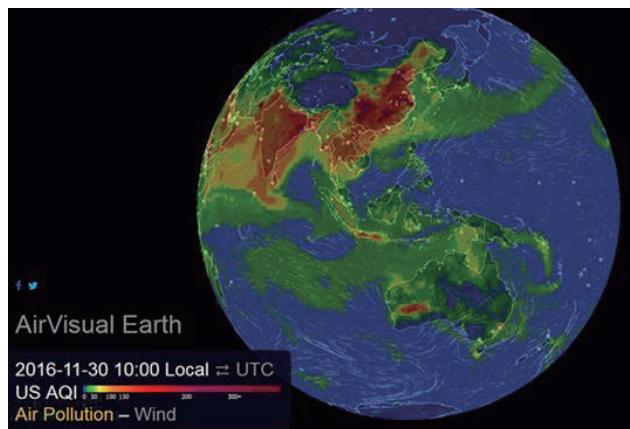 AirVisual Earth
2016-11-30 10:00 Local ⇄ UTC
US AQI 0 50 100 150 200 300+
Air Pollution – Wind